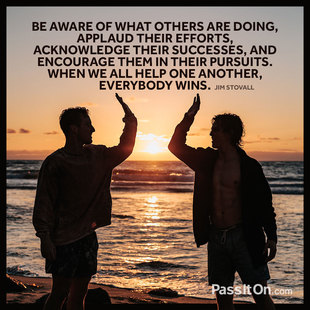 BE AWARE OF WHAT OTHERS ARE DOING,
APPLAUD THEIR EFFORTS,
ACKNOWLEDGE THEIR SUCCESSES, AND
ENCOURAGE THEM IN THEIR PURSUITS.
WHEN WE ALL HELP ONE ANOTHER,
EVERYBODY WINS. JIM STOVALL
PassItOn.com